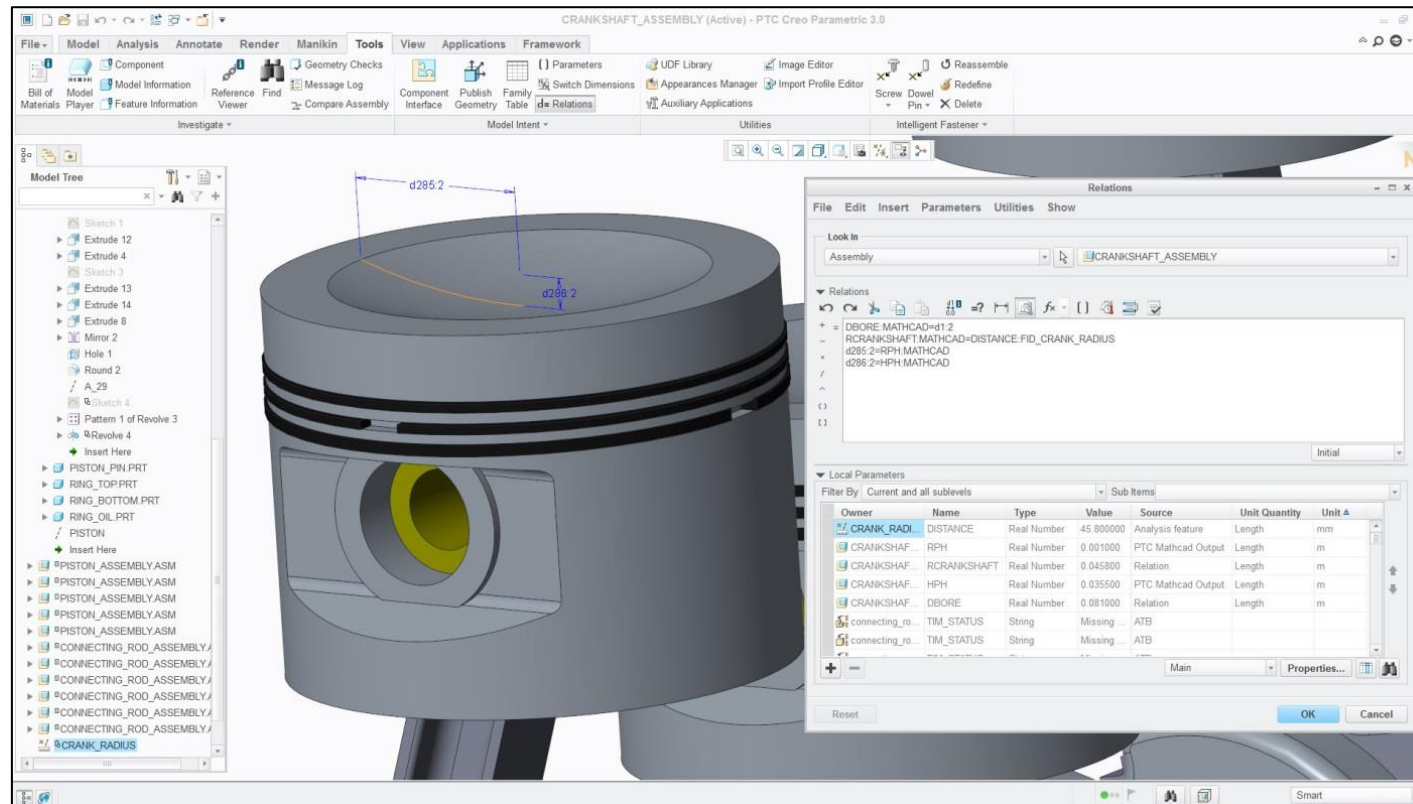 CRANKSHAFT_ASSEMBLY (Active) - PTC Creo Parametric 3.0
File Model Analysis Annotate Render Manikin Tools View Applications Framework
Bill of Materials
Model Player
Component
Model Information
Feature Information
Reference Viewer
Find
Geometry Checks
Message Log
Compare Assembly
Component Interface
Publish Geometry
Family Table
[] Parameters
Switch Dimensions
d= Relations
UDF Library
Appearances Manager
Auxiliary Applications
Image Editor
Import Profile Editor
Screw
Dowel Pin
Reassemble
Redefine
Delete
Investigate
Model Intent
Utilities
Intelligent Fastener
Model Tree
Sketch 1
Extrude 12
Extrude 4
Sketch 3
Extrude 13
Extrude 14
Extrude 8
Mirror 2
Hole 1
Round 2
A_29
Sketch 4
Pattern 1 of Revolve 3
Revolve 4
Insert Here
PISTON_PIN.PRT
RING_TOP.PRT
RING_BOTTOM.PRT
RING_OIL.PRT
PISTON
Insert Here
PISTON_ASSEMBLY.ASM
PISTON_ASSEMBLY.ASM
PISTON_ASSEMBLY.ASM
PISTON_ASSEMBLY.ASM
PISTON_ASSEMBLY.ASM
CONNECTING_ROD_ASSEMBLY.A
CONNECTING_ROD_ASSEMBLY.A
CONNECTING_ROD_ASSEMBLY.A
CONNECTING_ROD_ASSEMBLY.A
CONNECTING_ROD_ASSEMBLY.A
CONNECTING_ROD_ASSEMBLY.A
CRANK_RADIUS
d285:2
d286:2
Relations
File Edit Insert Parameters Utilities Show
Look In
Assembly CRANKSHAFT_ASSEMBLY
Relations
DBORE:MATHCAD=d1:2
RCRANKSHAFT:MATHCAD=DISTANCE:FID_CRANK_RADIUS
d285:2=RPH:MATHCAD
d286:2=HPH:MATHCAD
Initial
Local Parameters
Filter By Current and all sublevels Sub Items
Owner Name Type Value Source Unit Quantity Unit
CRANK_RADI... DISTANCE Real Number 45.800000 Analysis feature Length mm
CRANKSHAF... RPH Real Number 0.001000 PTC Mathcad Output Length m
CRANKSHAF... RCRANKSHAFT Real Number 0.045800 Relation Length m
CRANKSHAF... HPH Real Number 0.035500 PTC Mathcad Output Length m
CRANKSHAF... DBORE Real Number 0.081000 Relation Length m
connecting_ro... TIM_STATUS String Missing ... ATB
connecting_ro... TIM_STATUS String Missing ... ATB
Main Properties...
Reset OK Cancel
Smart